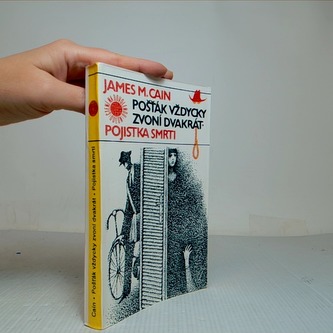 JAMES M. CAIN
POŠŤÁK VŽDYCKY
ZVONÍ DVAKRÁT-
POJISTKA SMRTI
Cain • Pošťák vždycky zvoní dvakrát • Pojistka smrti